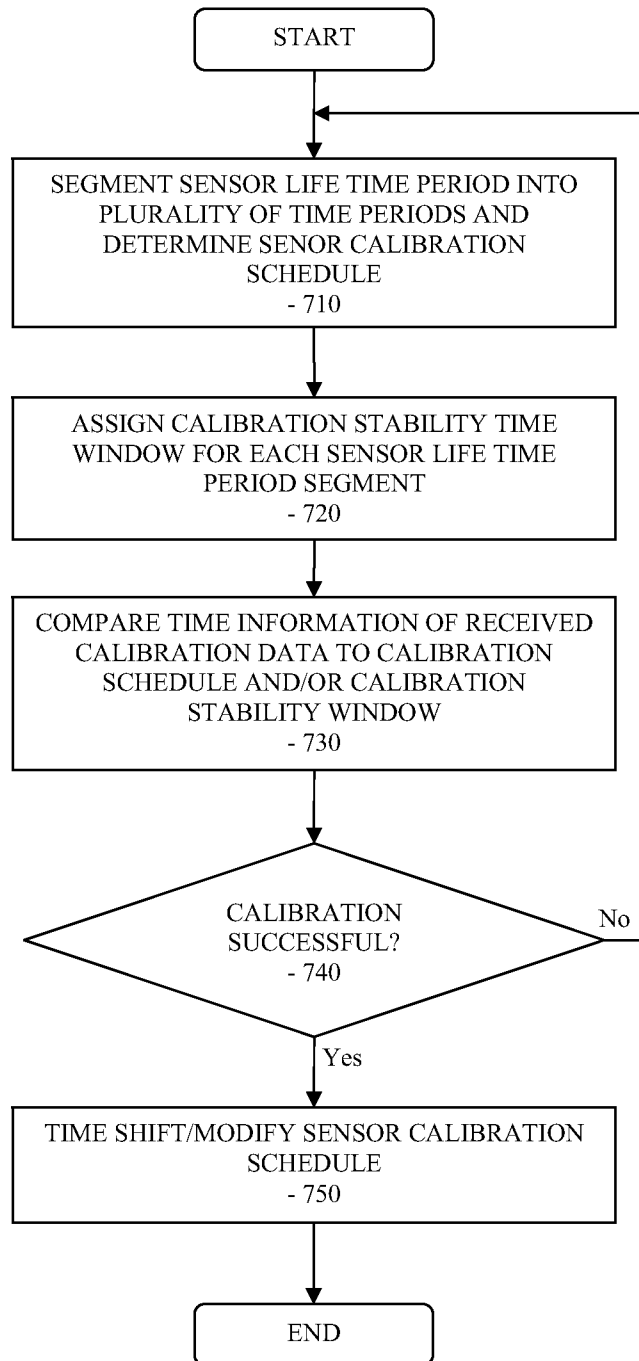 START
SEGMENT SENSOR LIFE TIME PERIOD INTO
PLURALITY OF TIME PERIODS AND
DETERMINE SENOR CALIBRATION
SCHEDULE
- 710
ASSIGN CALIBRATION STABILITY TIME
WINDOW FOR EACH SENSOR LIFE TIME
PERIOD SEGMENT
- 720
COMPARE TIME INFORMATION OF RECEIVED
CALIBRATION DATA TO CALIBRATION
SCHEDULE AND/OR CALIBRATION
STABILITY WINDOW
- 730
CALIBRATION
SUCCESSFUL?
- 740
No
Yes
TIME SHIFT/MODIFY SENSOR CALIBRATION
SCHEDULE
- 750
END